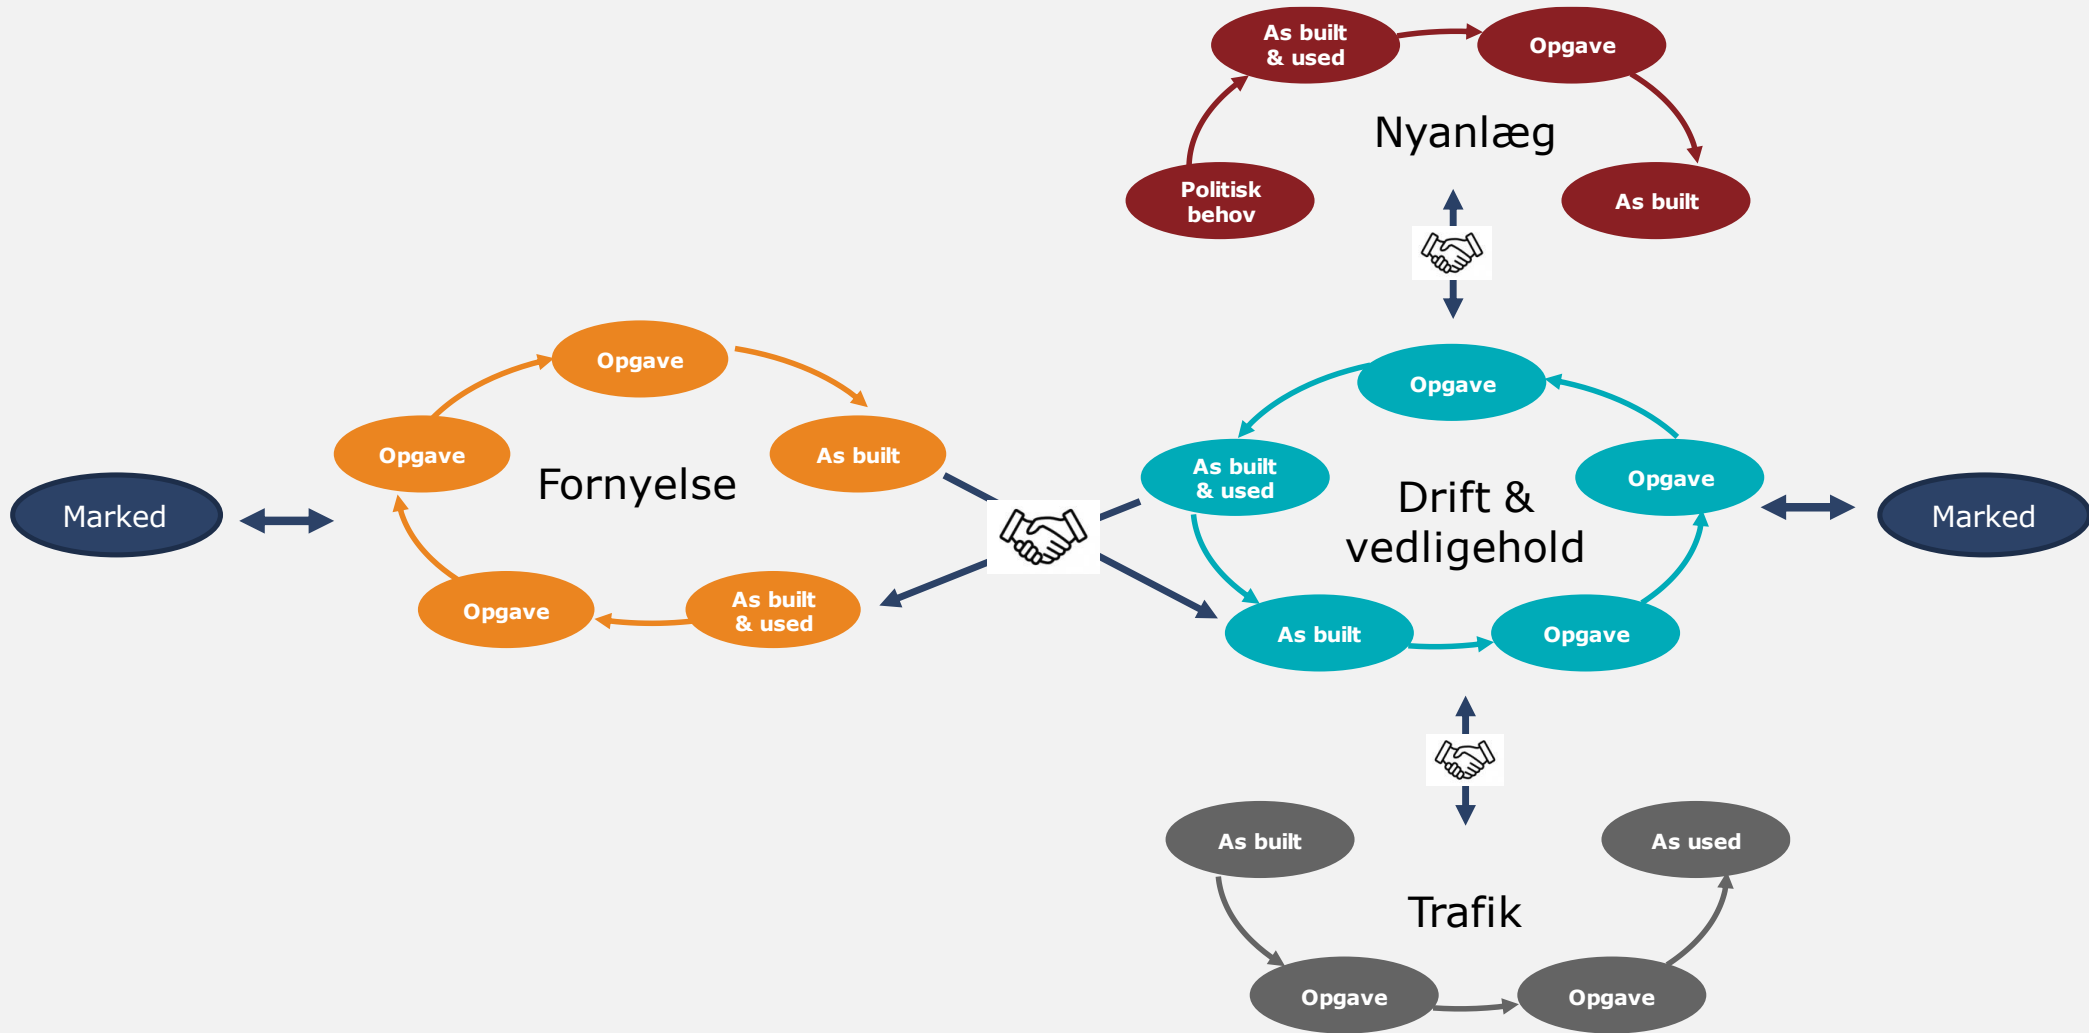 As built
& used
Opgave
Nyanlæg
Politisk
behov
As built
Opgave
Opgave
As built
Fornyelse
Marked
Opgave
As built
& used
Opgave
As built
& used
Opgave
Drift &
vedligehold
As built
Opgave
Marked
As built
As used
Trafik
Opgave
Opgave